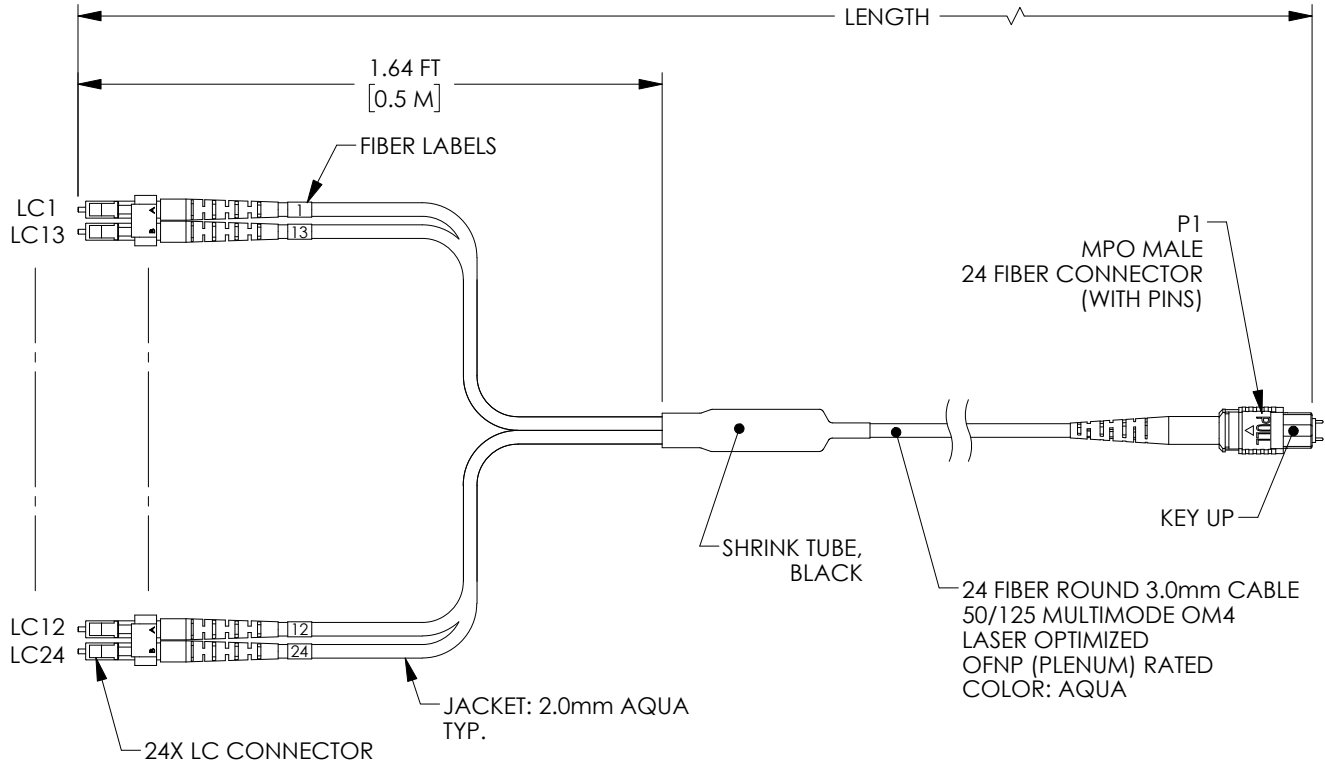 LENGTH
1.64 FT
[0.5 M]
FIBER LABELS
LC1
LC13
A
B
1
13
P1
MPO MALE
24 FIBER CONNECTOR
(WITH PINS)
PULL
KEY UP
SHRINK TUBE,
BLACK
24 FIBER ROUND 3.0mm CABLE
50/125 MULTIMODE OM4
LASER OPTIMIZED
OFNP (PLENUM) RATED
COLOR: AQUA
LC12
LC24
A
B
12
24
JACKET: 2.0mm AQUA
TYP.
24X LC CONNECTOR